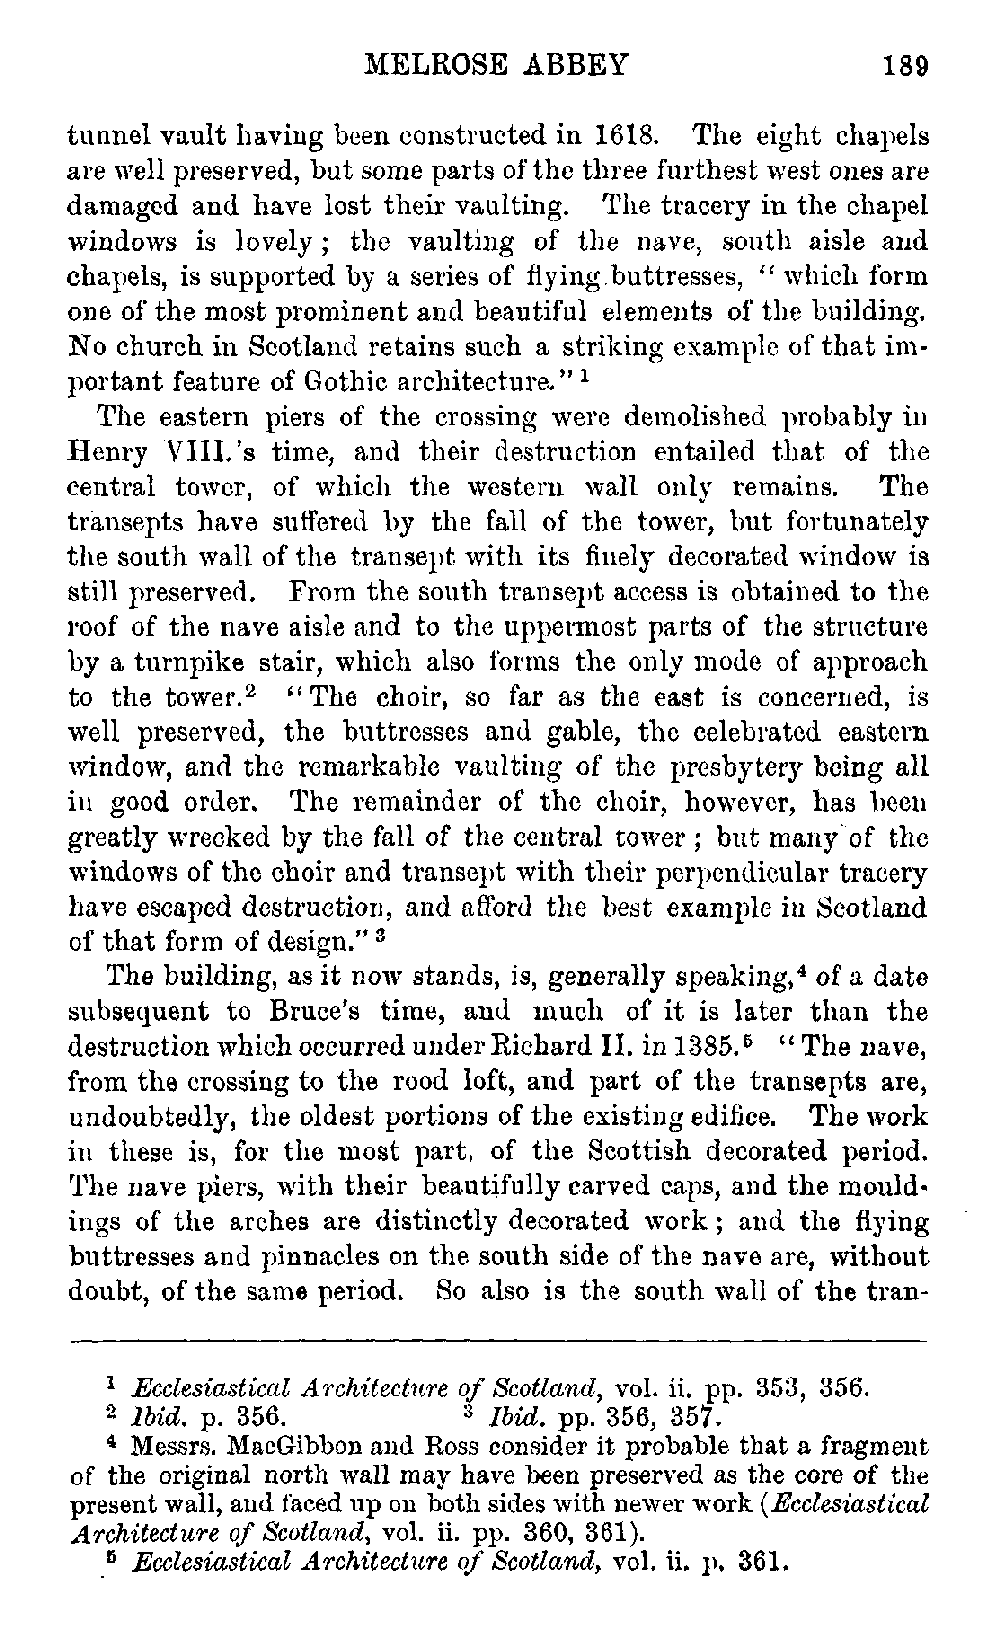 MELROSE ABBEY 189
tunnel vault having been constructed in 1618. The eight chapels
are well preserved, but some parts of the three furthest west ones are
damaged and have lost their vaulting. The tracery in the chapel
windows is lovely ; the vaulting of the nave, south aisle and
chapels, is supported by a series of flying buttresses, “ which form
one of the most prominent and beautiful elements of the building.
No church in Scotland retains such a striking example of that im-
portant feature of Gothic architecture.” ¹
The eastern piers of the crossing were demolished probably in
Henry VIII.'s time, and their destruction entailed that of the
central tower, of which the western wall only remains. The
transepts have suffered by the fall of the tower, but fortunately
the south wall of the transept with its finely decorated window is
still preserved. From the south transept access is obtained to the
roof of the nave aisle and to the uppermost parts of the structure
by a turnpike stair, which also forms the only mode of approach
to the tower.² “The choir, so far as the east is concerned, is
well preserved, the buttresses and gable, the celebrated eastern
window, and the remarkable vaulting of the presbytery being all
in good order. The remainder of the choir, however, has been
greatly wrecked by the fall of the central tower ; but many of the
windows of the choir and transept with their perpendicular tracery
have escaped destruction, and afford the best example in Scotland
of that form of design.” ³
The building, as it now stands, is, generally speaking,⁴ of a date
subsequent to Bruce's time, and much of it is later than the
destruction which occurred under Richard II. in 1385.⁵ “The nave,
from the crossing to the rood loft, and part of the transepts are,
undoubtedly, the oldest portions of the existing edifice. The work
in these is, for the most part, of the Scottish decorated period.
The nave piers, with their beautifully carved caps, and the mould-
ings of the arches are distinctly decorated work ; and the flying
buttresses and pinnacles on the south side of the nave are, without
doubt, of the same period. So also is the south wall of the tran-
¹ Ecclesiastical Architecture of Scotland, vol. ii. pp. 353, 356.
² Ibid. p. 356. ³ Ibid. pp. 356, 357.
⁴ Messrs. MacGibbon and Ross consider it probable that a fragment
of the original north wall may have been preserved as the core of the
present wall, and faced up on both sides with newer work (Ecclesiastical
Architecture of Scotland, vol. ii. pp. 360, 361).
⁵ Ecclesiastical Architecture of Scotland, vol. ii. p. 361.